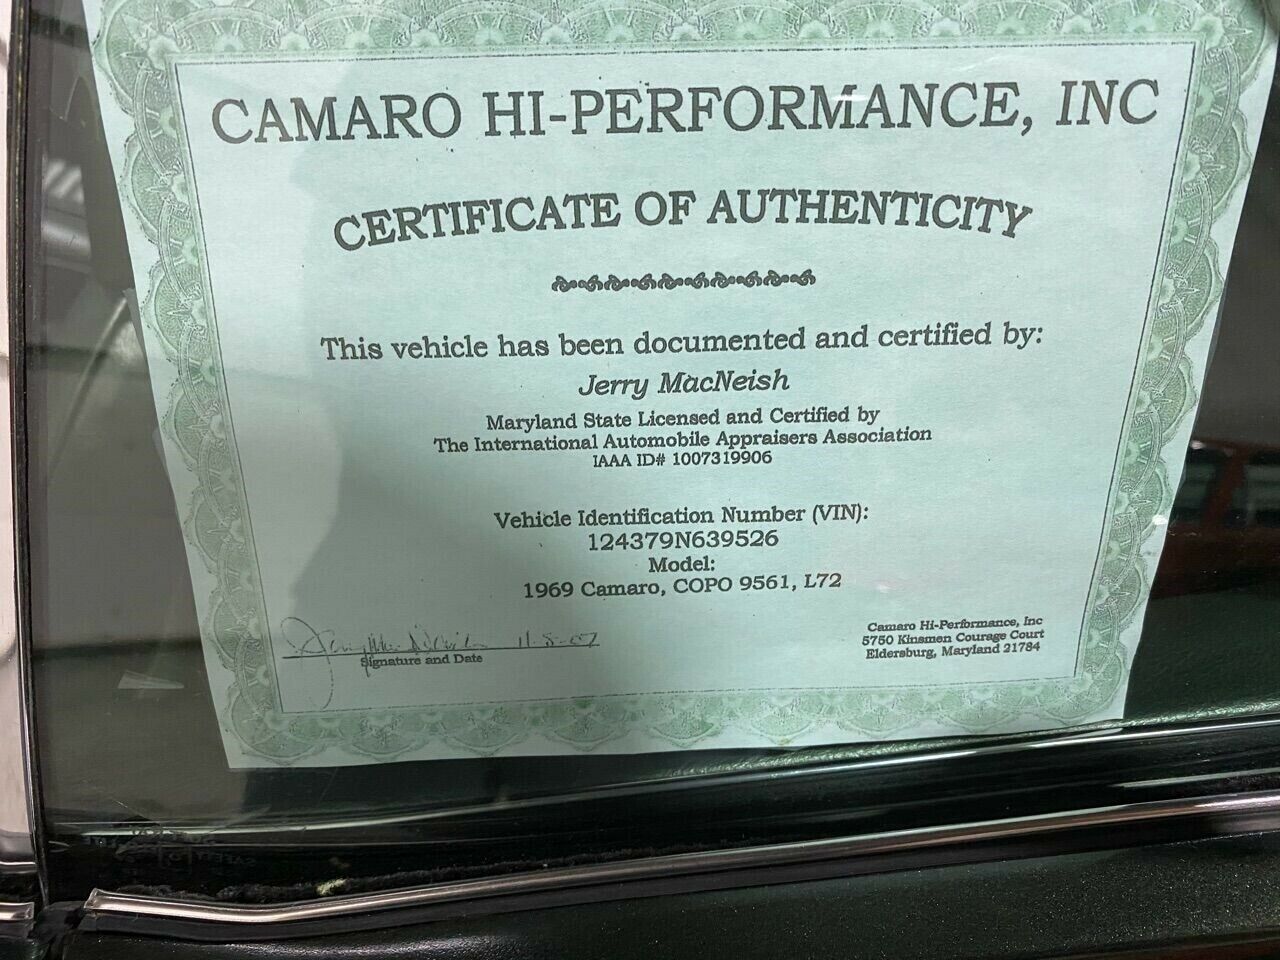 CAMARO HI-PERFORMANCE, INC
CERTIFICATE OF AUTHENTICITY
This vehicle has been documented and certified by:
Jerry MacNeish
Maryland State Licensed and Certified by
The International Automobile Appraisers Association
IAAA ID# 1007319906
Vehicle Identification Number (VIN):
124379N639526
Model:
1969 Camaro, COPO 9561, L72
Jerry MacNeish 11-8-07
Signature and Date
Camaro Hi-Performance, Inc
5750 Kinsmen Courage Court
Eldersburg, Maryland 21784